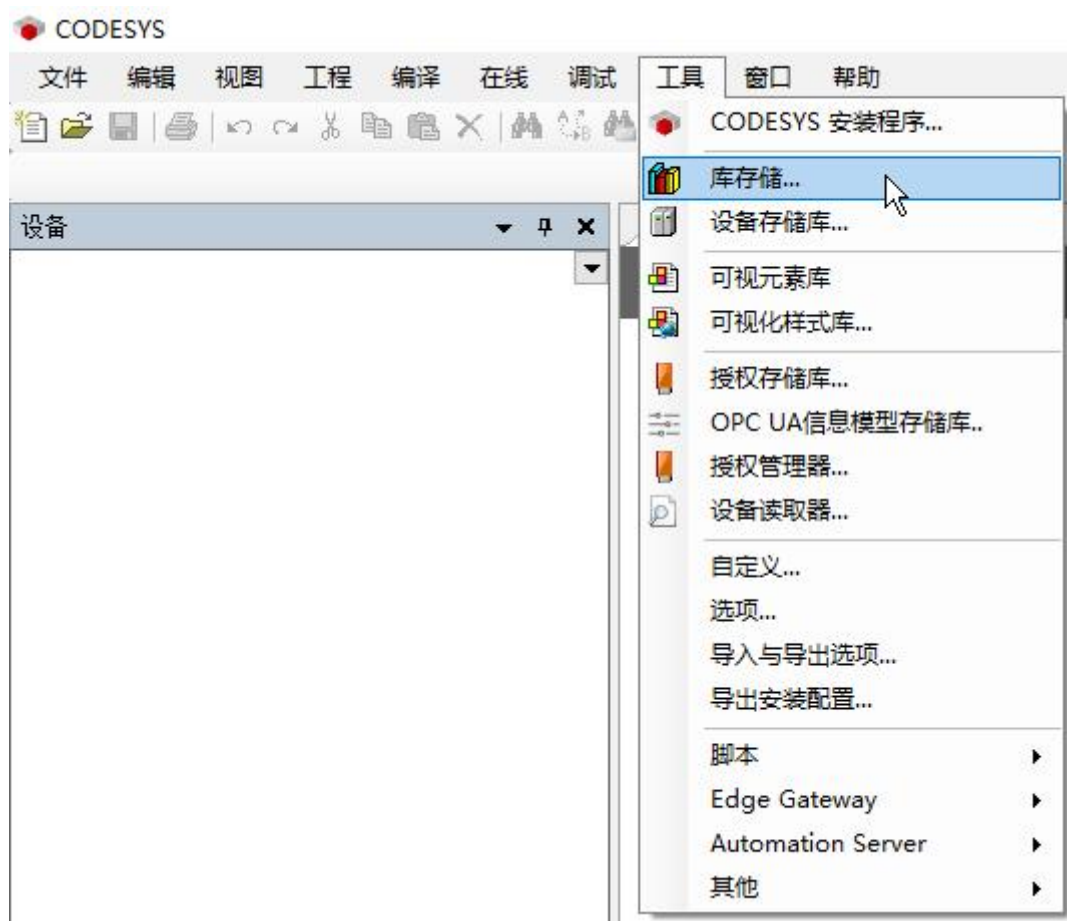 CODESYS
文件 编辑 视图 工程 编译 在线 调试 工具 窗口 帮助
CODESYS 安装程序...
库存储...
设备
设备存储库...
可视元素库
可视化样式库...
授权存储库...
OPC UA信息模型存储库..
授权管理器...
设备读取器...
自定义...
选项...
导入与导出选项...
导出安装配置...
脚本
Edge Gateway
Automation Server
其他